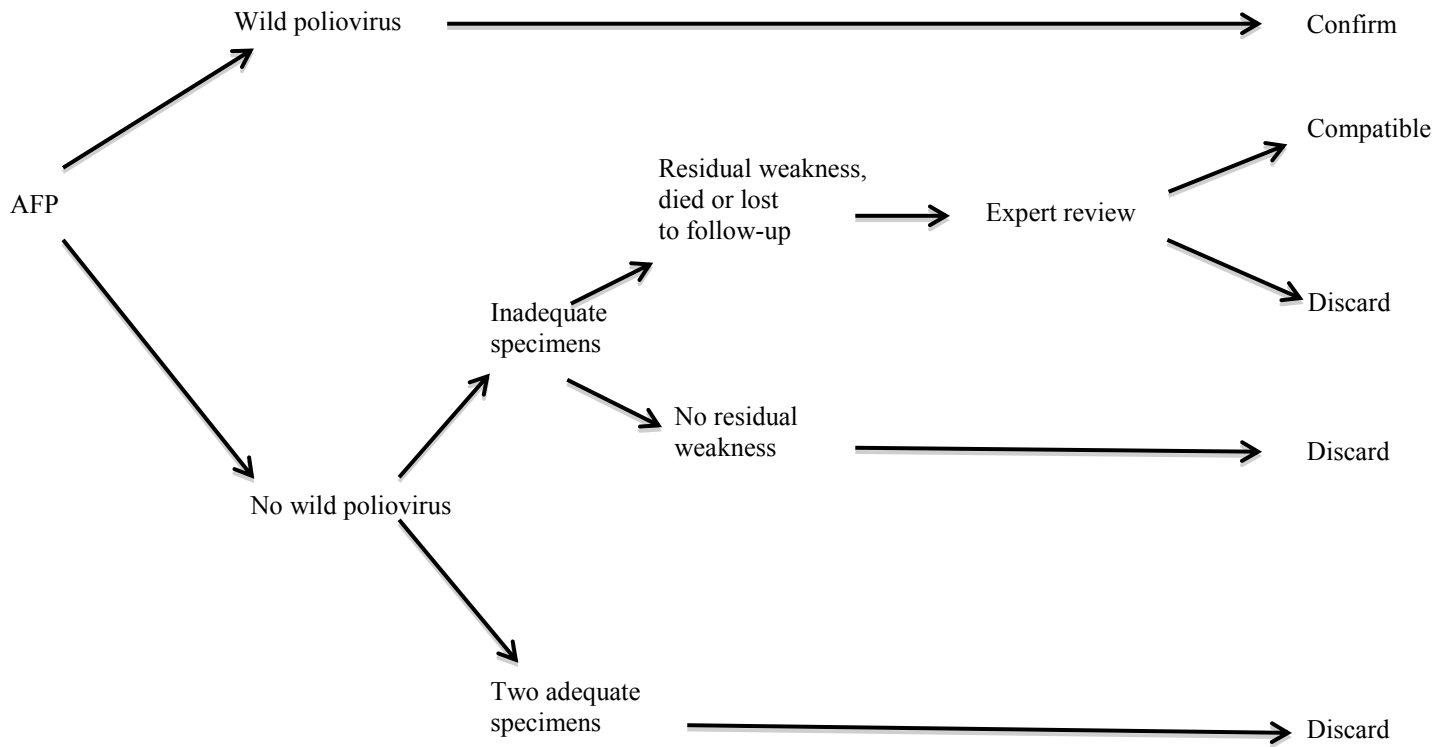 Wild poliovirus
Confirm
Compatible
Residual weakness,
died or lost
to follow-up
AFP
Expert review
Discard
Inadequate
specimens
No residual
weakness
Discard
No wild poliovirus
Two adequate
specimens
Discard